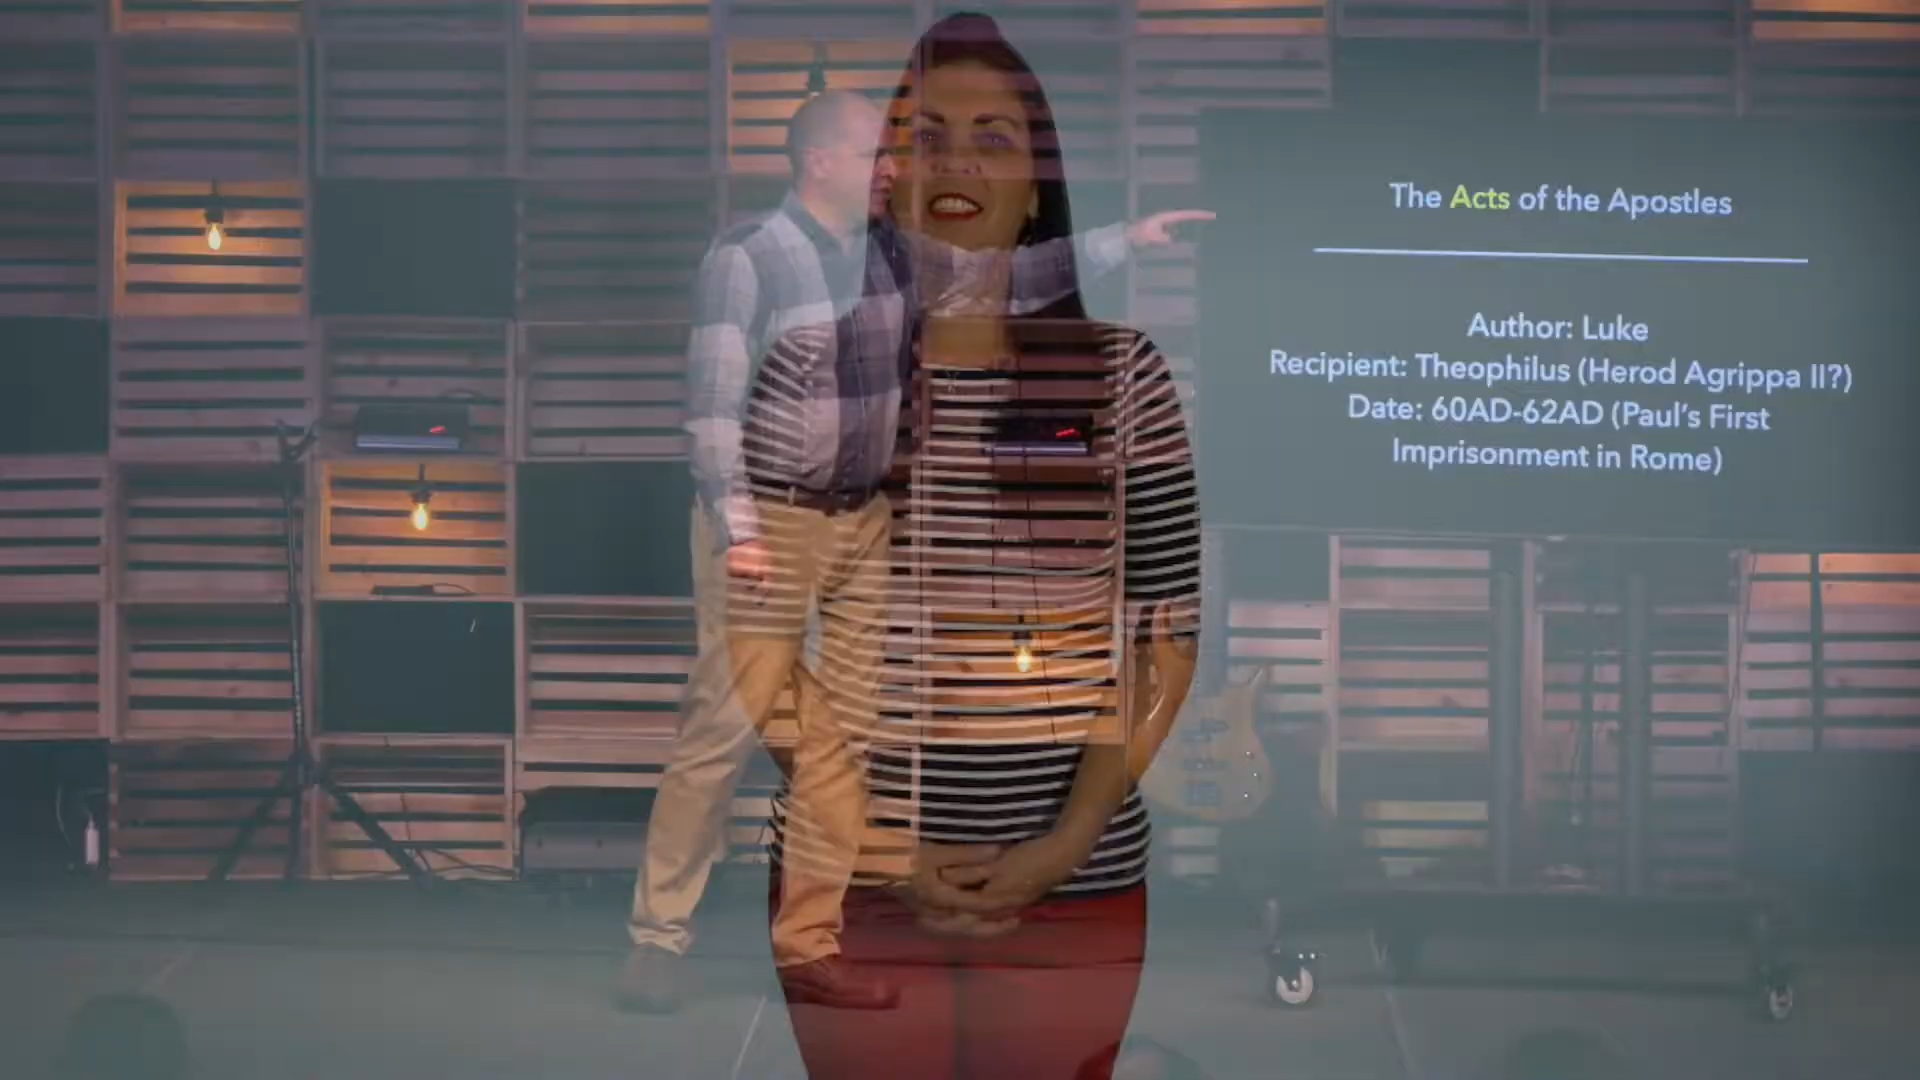 The Acts of the Apostles
Author: Luke
Recipient: Theophilus (Herod Agrippa II?)
Date: 60AD-62AD (Paul's First
Imprisonment in Rome)